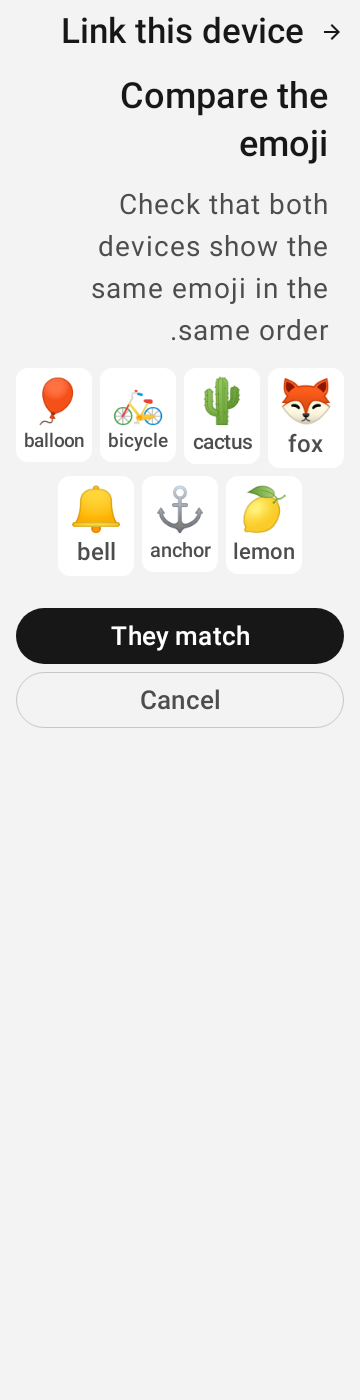 Link this device
Compare the
emoji
Check that both
devices show the
same emoji in the
.same order
balloon
bicycle
cactus
fox
bell
anchor
lemon
They match
Cancel